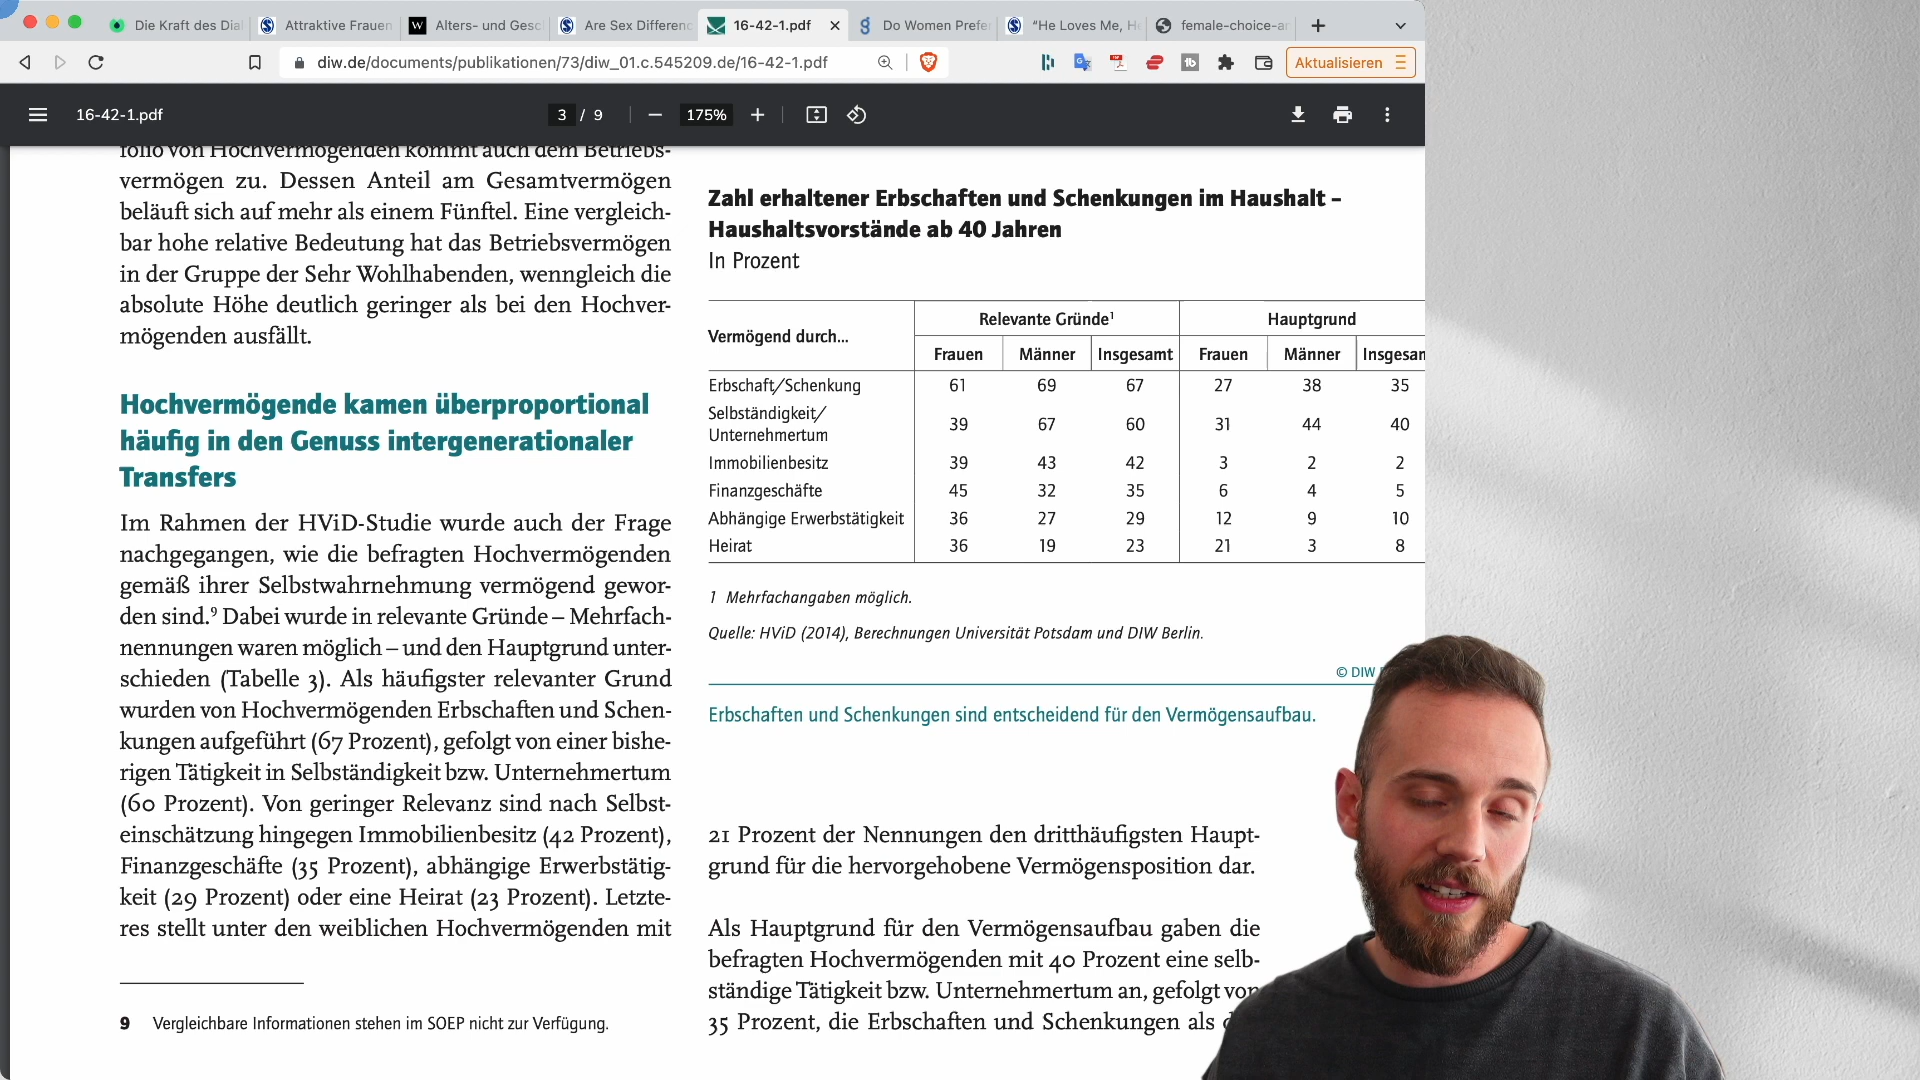 Die Kraft des Dia
Attraktive Frauen
Alters- und Gesc
Are Sex Differenc
16-42-1.pdf
Do Women Prefer
"He Loves Me, He
female-choice-ar
diw.de/documents/publikationen/73/diw_01.c.545209.de/16-42-1.pdf
Aktualisieren
16-42-1.pdf
3 / 9
175%
folio von Hochvermögenden kommt auch dem Betriebs-
vermögen zu. Dessen Anteil am Gesamtvermögen
beläuft sich auf mehr als einem Fünftel. Eine vergleich-
bar hohe relative Bedeutung hat das Betriebsvermögen
in der Gruppe der Sehr Wohlhabenden, wenngleich die
absolute Höhe deutlich geringer als bei den Hochver-
mögenden ausfällt.
Hochvermögende kamen überproportional
häufig in den Genuss intergenerationaler
Transfers
Im Rahmen der HViD-Studie wurde auch der Frage
nachgegangen, wie die befragten Hochvermögenden
gemäß ihrer Selbstwahrnehmung vermögend gewor-
den sind.⁹ Dabei wurde in relevante Gründe – Mehrfach-
nennungen waren möglich – und den Hauptgrund unter-
schieden (Tabelle 3). Als häufigster relevanter Grund
wurden von Hochvermögenden Erbschaften und Schen-
kungen aufgeführt (67 Prozent), gefolgt von einer bishe-
rigen Tätigkeit in Selbständigkeit bzw. Unternehmertum
(60 Prozent). Von geringer Relevanz sind nach Selbst-
einschätzung hingegen Immobilienbesitz (42 Prozent),
Finanzgeschäfte (35 Prozent), abhängige Erwerbstätig-
keit (29 Prozent) oder eine Heirat (23 Prozent). Letzte-
res stellt unter den weiblichen Hochvermögenden mit
9 Vergleichbare Informationen stehen im SOEP nicht zur Verfügung.
Zahl erhaltener Erbschaften und Schenkungen im Haushalt –
Haushaltsvorstände ab 40 Jahren
In Prozent
Vermögend durch...
Relevante Gründe¹ Hauptgrund
Frauen Männer Insgesamt Frauen Männer Insgesam
Erbschaft/Schenkung 61 69 67 27 38 35
Selbständigkeit/
Unternehmertum 39 67 60 31 44 40
Immobilienbesitz 39 43 42 3 2 2
Finanzgeschäfte 45 32 35 6 4 5
Abhängige Erwerbstätigkeit 36 27 29 12 9 10
Heirat 36 19 23 21 3 8
1 Mehrfachangaben möglich.
Quelle: HViD (2014), Berechnungen Universität Potsdam und DIW Berlin.
© DIW
Erbschaften und Schenkungen sind entscheidend für den Vermögensaufbau.
21 Prozent der Nennungen den dritthäufigsten Haupt-
grund für die hervorgehobene Vermögensposition dar.
Als Hauptgrund für den Vermögensaufbau gaben die
befragten Hochvermögenden mit 40 Prozent eine selb-
ständige Tätigkeit bzw. Unternehmertum an, gefolgt von
35 Prozent, die Erbschaften und Schenkungen als